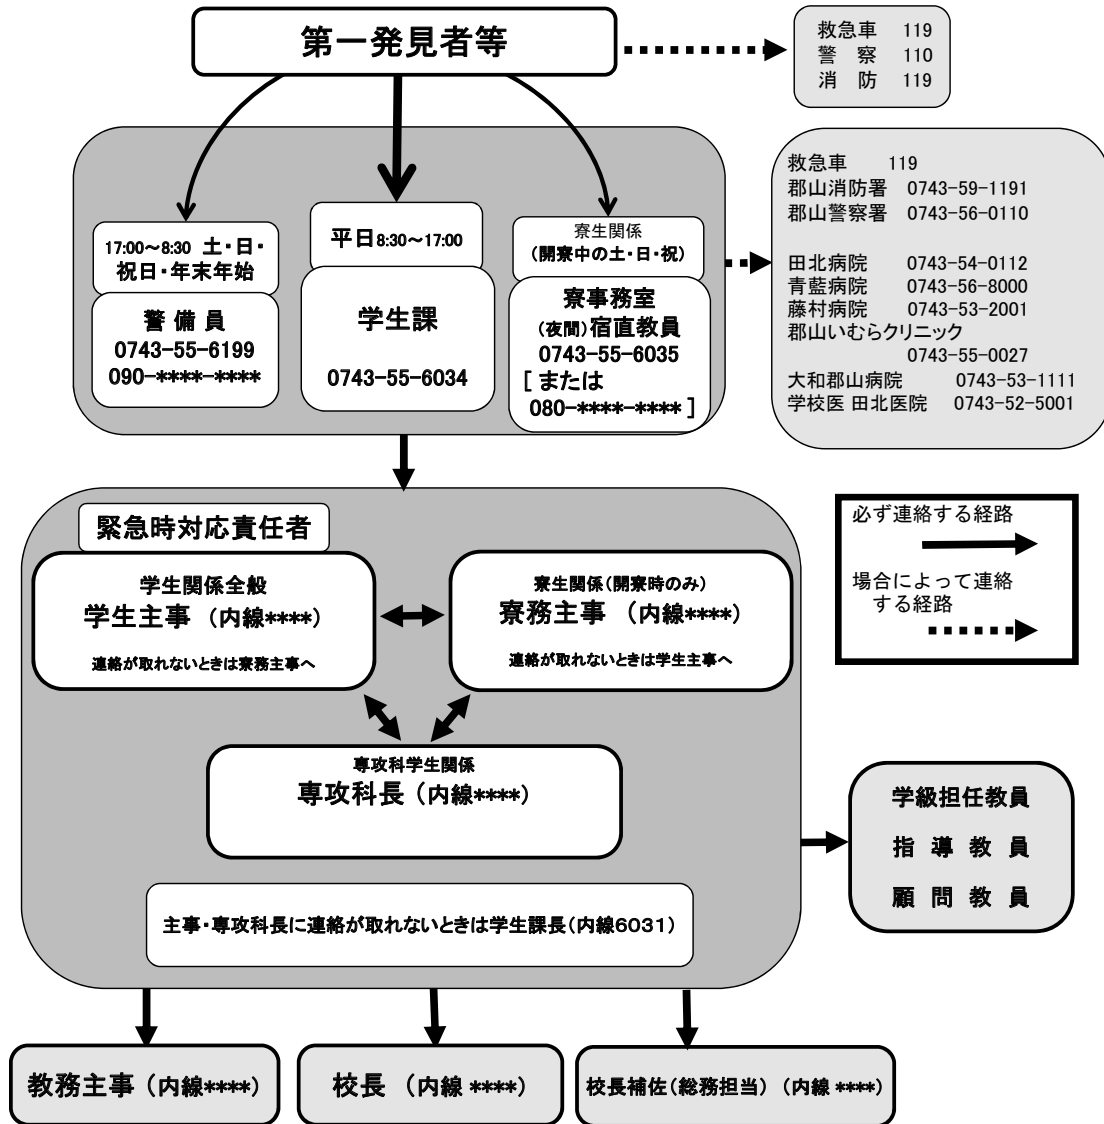 第一発見者等
救急車 119
警 察 110
消 防 119
17:00～8:30 土・日・
祝日・年末年始
警 備 員
0743-55-6199
090-****-****
平日8:30～17:00
学生課
0743-55-6034
寮生関係
(開寮中の土・日・祝)
寮事務室
(夜間)宿直教員
0743-55-6035
[ または
080-****-**** ]
救急車 119
郡山消防署 0743-59-1191
郡山警察署 0743-56-0110
田北病院 0743-54-0112
青藍病院 0743-56-8000
藤村病院 0743-53-2001
郡山いむらクリニック
0743-55-0027
大和郡山病院 0743-53-1111
学校医 田北医院 0743-52-5001
緊急時対応責任者
学生関係全般
学生主事 (内線****)
連絡が取れないときは寮務主事へ
寮生関係(開寮時のみ)
寮務主事 (内線****)
連絡が取れないときは学生主事へ
専攻科学生関係
専攻科長 (内線****)
主事・専攻科長に連絡が取れないときは学生課長(内線6031)
必ず連絡する経路
場合によって連絡
する経路
学級担任教員
指 導 教 員
顧 問 教 員
教務主事 (内線****)
校長 (内線 ****)
校長補佐(総務担当) (内線 ****)